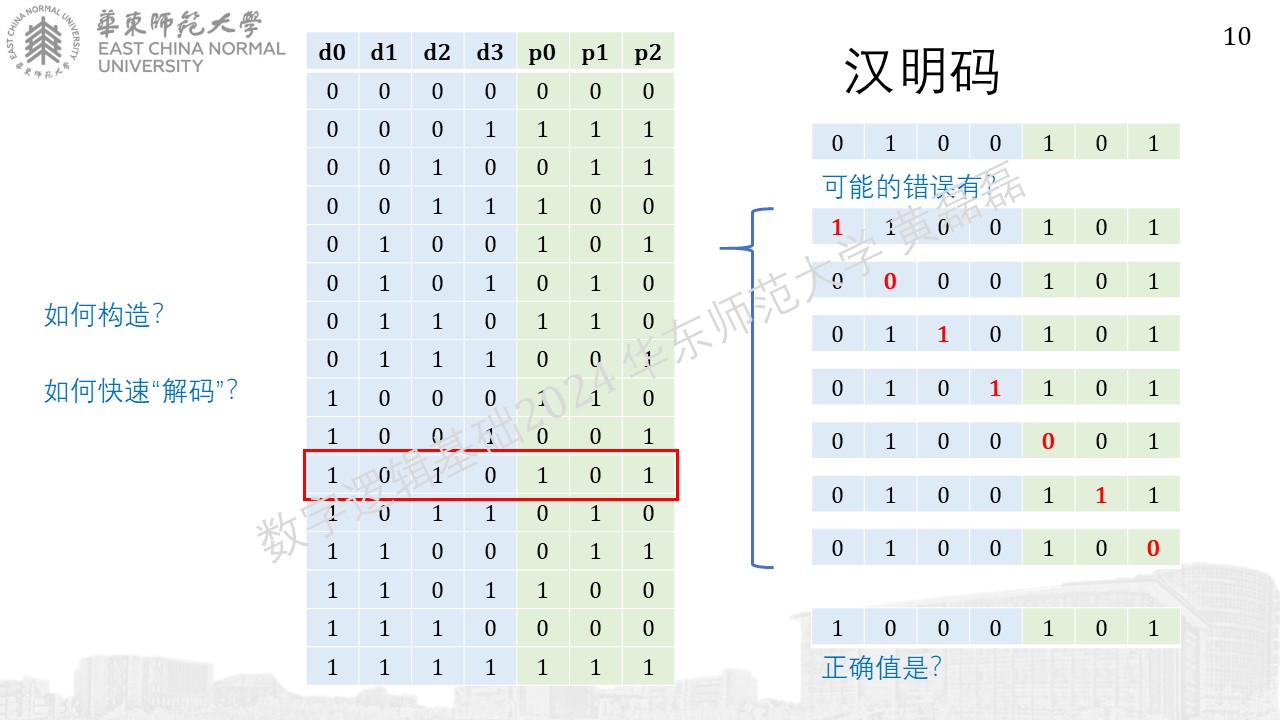 華東師范大學
EAST CHINA NORMAL
UNIVERSITY
EAST CHINA NORMAL UNIVERSITY
華東師范大學
10
汉明码
如何构造?
如何快速“解码”?
d0 d1 d2 d3 p0 p1 p2
0 0 0 0 0 0 0
0 0 0 1 1 1 1
0 0 1 0 0 1 1
0 0 1 1 1 0 0
0 1 0 0 1 0 1
0 1 0 1 0 1 0
0 1 1 0 1 1 0
0 1 1 1 0 0 1
1 0 0 0 1 1 0
1 0 0 1 0 0 1
1 0 1 0 1 0 1
1 0 1 1 0 1 0
1 1 0 0 0 1 1
1 1 0 1 1 0 0
1 1 1 0 0 0 0
1 1 1 1 1 1 1
0 1 0 0 1 0 1
可能的错误有?
1 1 0 0 1 0 1
0 0 0 0 1 0 1
0 1 1 0 1 0 1
0 1 0 1 1 0 1
0 1 0 0 0 0 1
0 1 0 0 1 1 1
0 1 0 0 1 0 0
1 0 0 0 1 0 1
正确值是?
数字逻辑基础2024 华东师范大学 黄磊磊